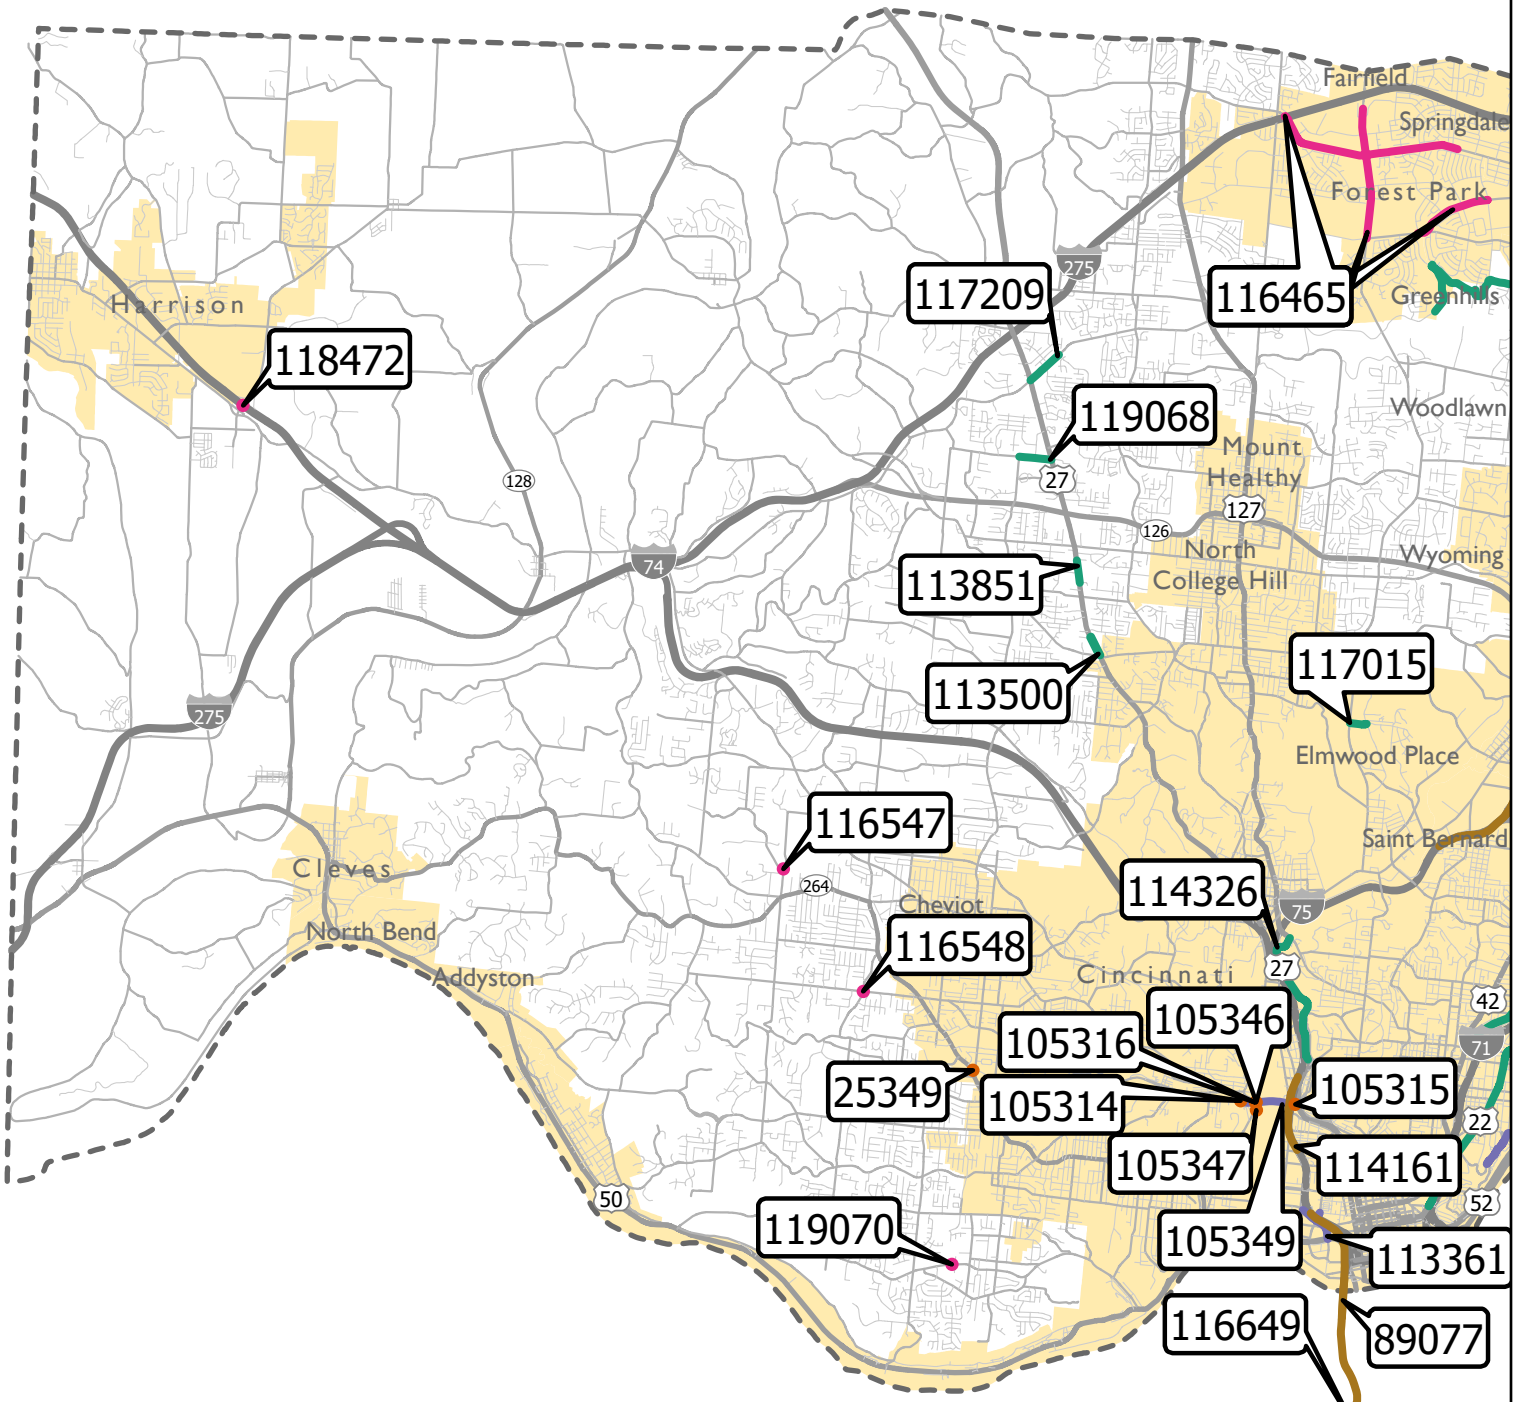 Fairfield
Springdale
Forest Park
275
117209
116465
Greenhills
Harrison
118472
119068
Woodlawn
Mount
Healthy
27
128
127
126
North
College Hill
Wyoming
74
113851
117015
113500
275
Elmwood Place
116547
Saint Bernard
Cleves
264
114326
75
Cheviot
North Bend
116548
Addyston
Cincinnati
27
42
105346
105316
71
25349
105314
105315
22
105347
114161
50
52
119070
105349
113361
116649
89077